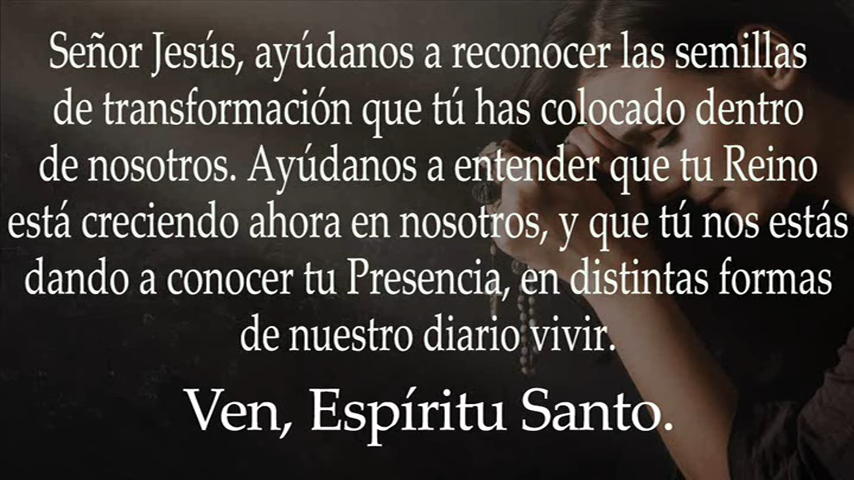 Señor Jesús, ayúdanos a reconocer las semillas
de transformación que tú has colocado dentro
de nosotros. Ayúdanos a entender que tu Reino
está creciendo ahora en nosotros, y que tú nos estás
dando a conocer tu Presencia, en distintas formas
de nuestro diario vivir.
Ven, Espíritu Santo.